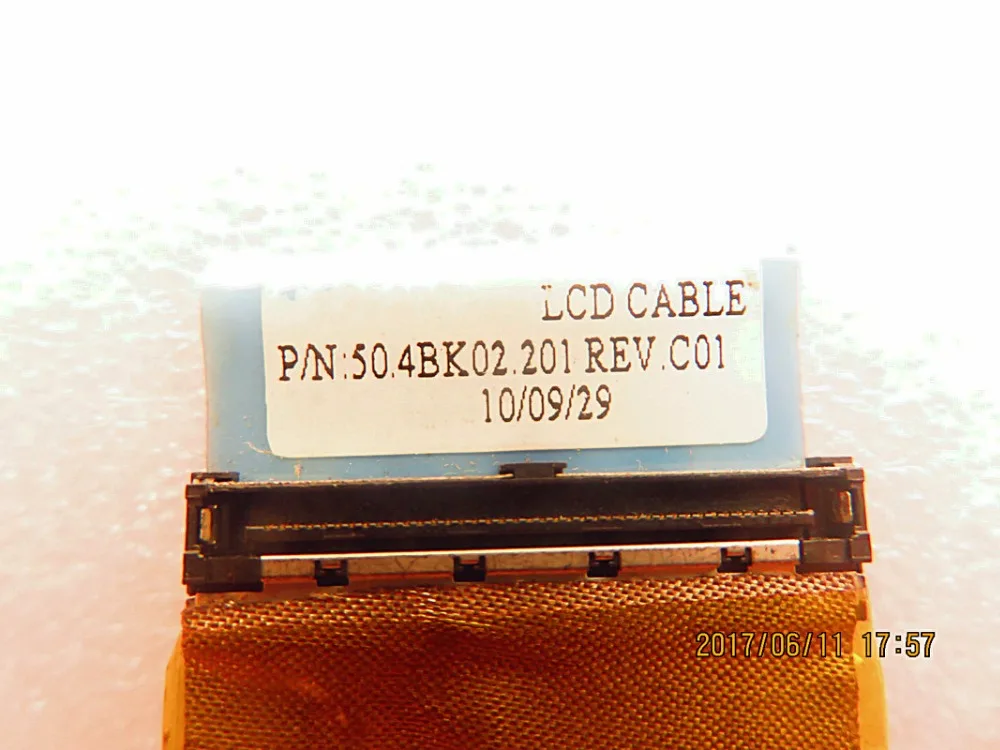 LCD CABLE
P/N:50.4BK02.201 REV.C01
10/09/29
2017/06/11 17:57